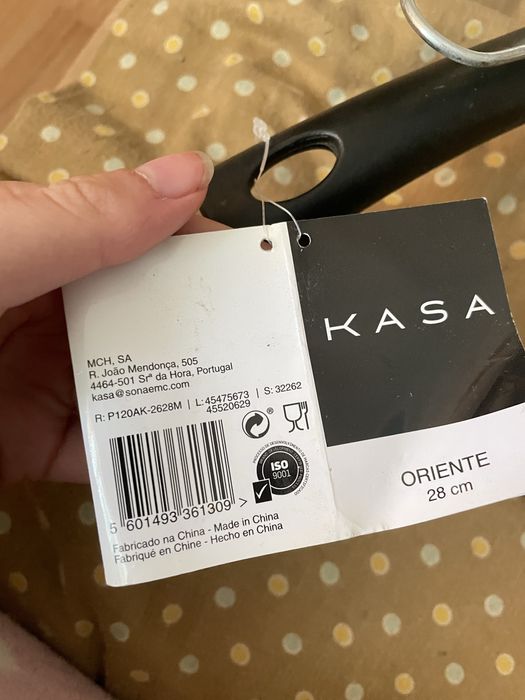 MCH, SA
R. João Mendonça, 505
4464-501 Srª da Hora, Portugal
kasa@sonaemc.com
R: P120AK-2628M | L: 45475673 | S: 32262
45520629
ISO
9001
5 601493 361309 >
Fabricado na China - Made in China
Fabriqué en Chine - Hecho en China
KASA
ORIENTE
28 cm